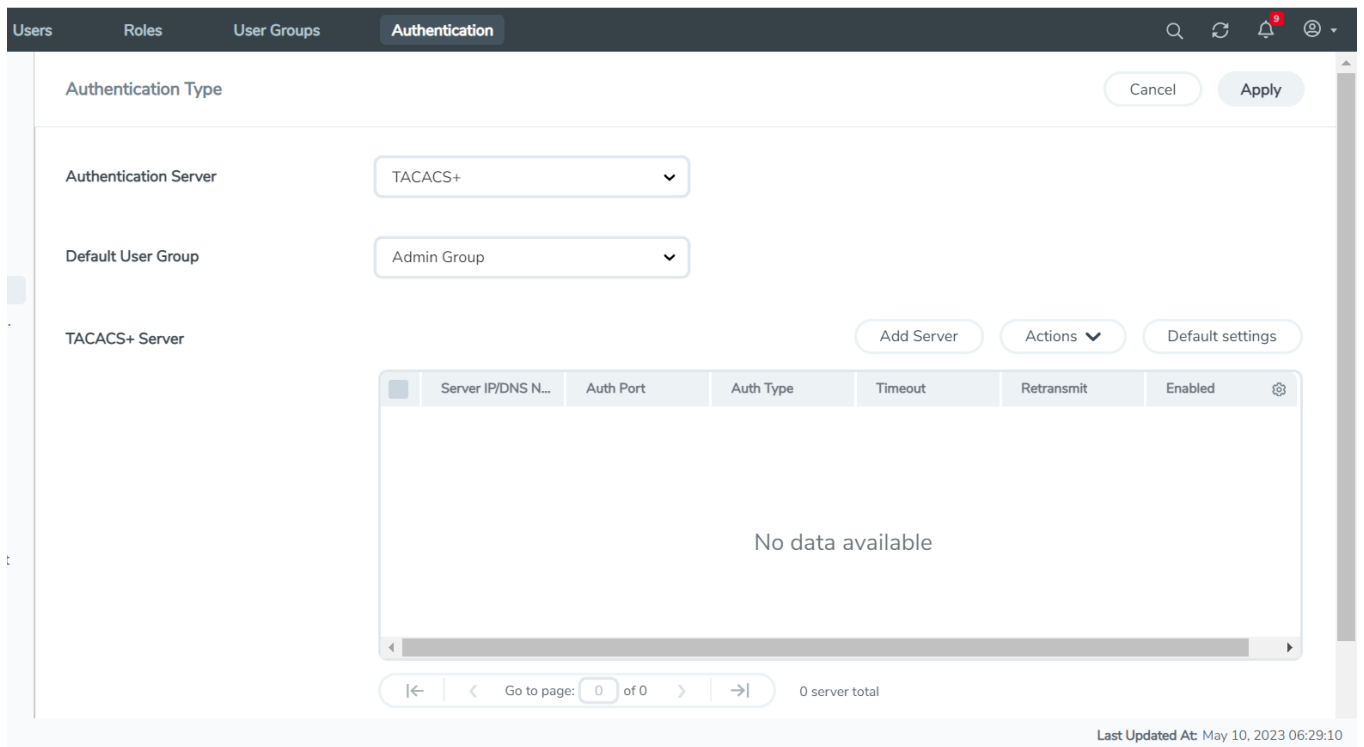 Users Roles User Groups Authentication 9
Authentication Type Cancel Apply
Authentication Server TACACS+
Default User Group Admin Group
TACACS+ Server Add Server Actions Default settings
Server IP/DNS N... Auth Port Auth Type Timeout Retransmit Enabled
No data available
Go to page: 0 of 0 0 server total
Last Updated At: May 10, 2023 06:29:10